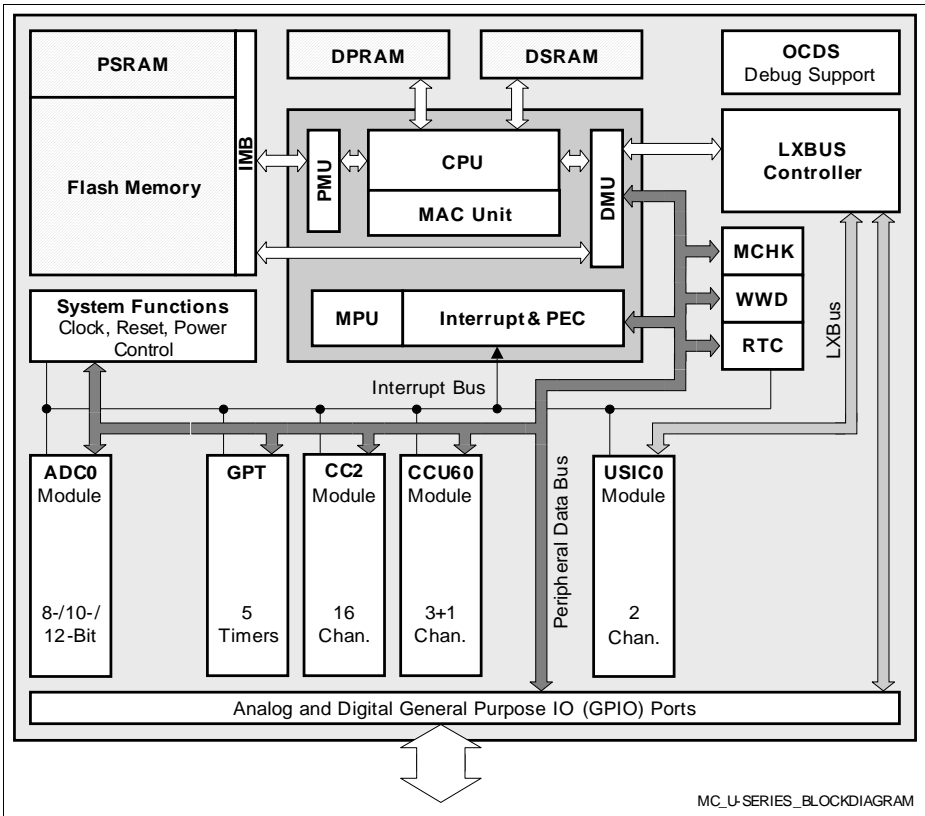 PSRAM
Flash Memory
IMB
DPRAM
DSRAM
OCDS
Debug Support
PMU
CPU
MAC Unit
DMU
LXBUS
Controller
MPU
Interrupt & PEC
MCHK
WWD
RTC
LXBus
System Functions
Clock, Reset, Power
Control
Interrupt Bus
Peripheral Data Bus
ADC0
Module
8-/10-/
12-Bit
GPT
5
Timers
CC2
Module
16
Chan.
CCU60
Module
3+1
Chan.
USIC0
Module
2
Chan.
Analog and Digital General Purpose IO (GPIO) Ports
MC_U-SERIES_BLOCKDIAGRAM